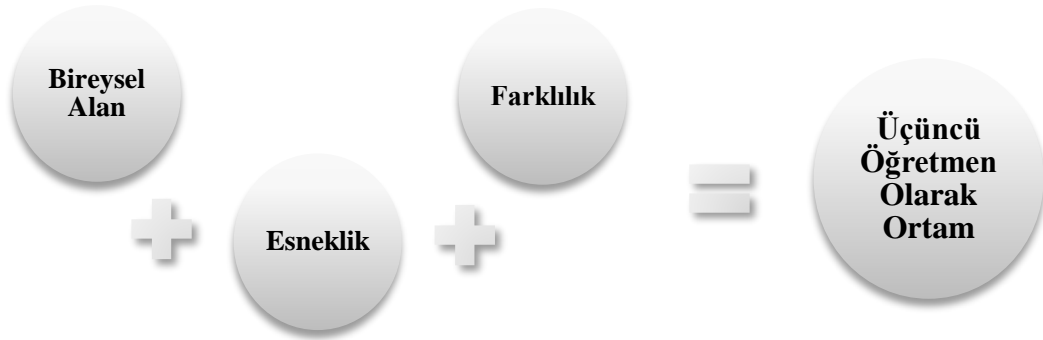 Bireysel
Alan
+
Esneklik
+
Farklılık
=
Üçüncü
Öğretmen
Olarak
Ortam